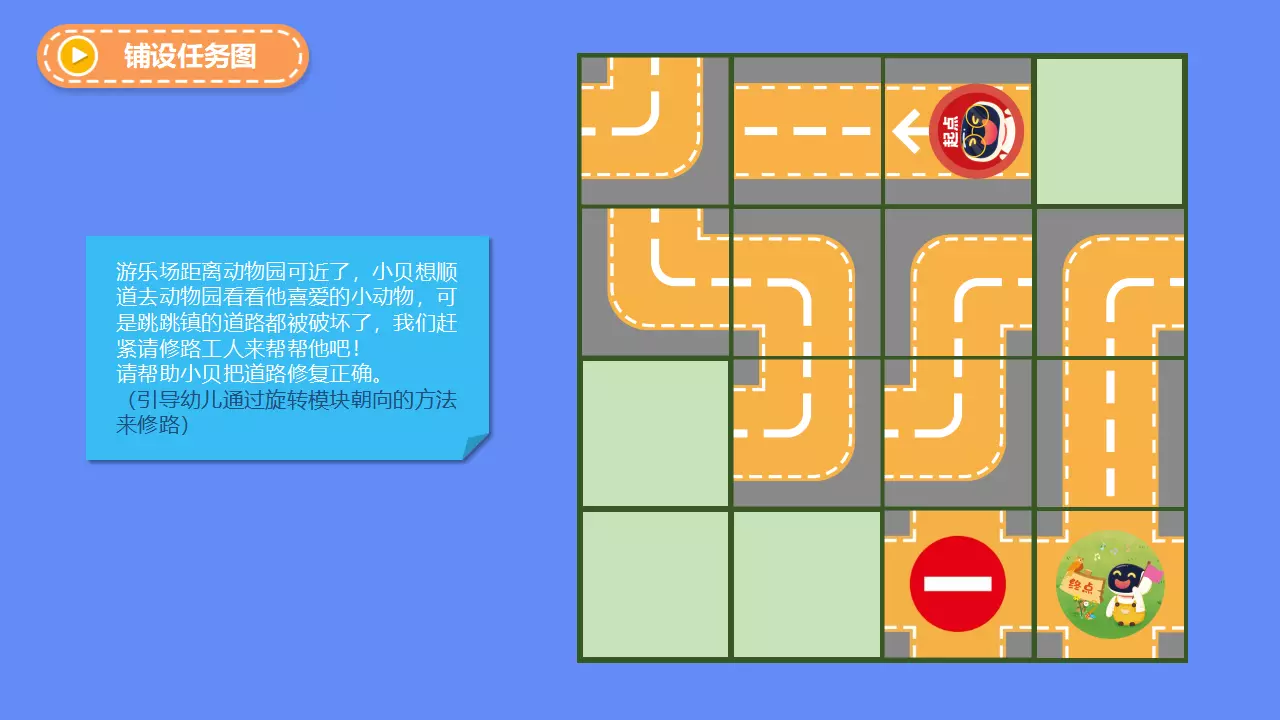 铺设任务图
游乐场距离动物园可近了，小贝想顺
道去动物园看看他喜爱的小动物，可
是跳跳镇的道路都被破坏了，我们赶
紧请修路工人来帮帮他吧！
请帮助小贝把道路修复正确。
（引导幼儿通过旋转模块朝向的方法
来修路）
起点
终点